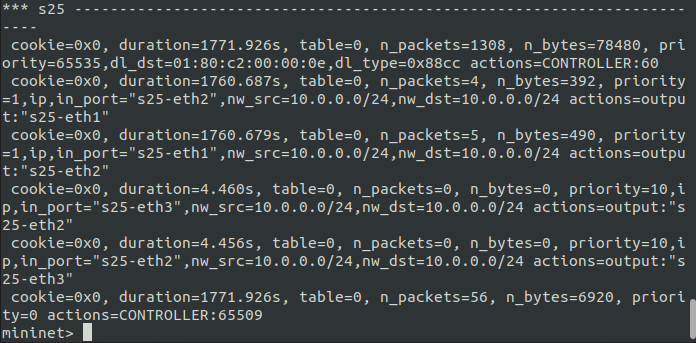 *** s25 --------------------------------------------------------------------
----
 cookie=0x0, duration=1771.926s, table=0, n_packets=1308, n_bytes=78480, pri
ority=65535,dl_dst=01:80:c2:00:00:0e,dl_type=0x88cc actions=CONTROLLER:60
 cookie=0x0, duration=1760.687s, table=0, n_packets=4, n_bytes=392, priority
=1,ip,in_port="s25-eth2",nw_src=10.0.0.0/24,nw_dst=10.0.0.0/24 actions=outpu
t:"s25-eth1"
 cookie=0x0, duration=1760.679s, table=0, n_packets=5, n_bytes=490, priority
=1,ip,in_port="s25-eth1",nw_src=10.0.0.0/24,nw_dst=10.0.0.0/24 actions=outpu
t:"s25-eth2"
 cookie=0x0, duration=4.460s, table=0, n_packets=0, n_bytes=0, priority=10,i
p,in_port="s25-eth3",nw_src=10.0.0.0/24,nw_dst=10.0.0.0/24 actions=output:"s
25-eth2"
 cookie=0x0, duration=4.456s, table=0, n_packets=0, n_bytes=0, priority=10,i
p,in_port="s25-eth2",nw_src=10.0.0.0/24,nw_dst=10.0.0.0/24 actions=output:"s
25-eth3"
 cookie=0x0, duration=1771.926s, table=0, n_packets=56, n_bytes=6920, priori
ty=0 actions=CONTROLLER:65509
mininet>